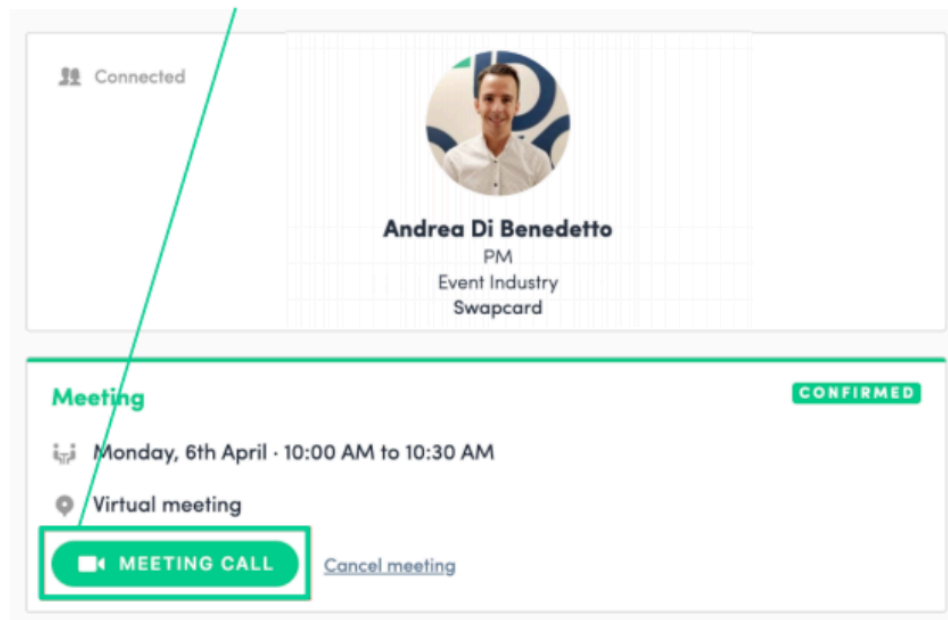 Connected
Andrea Di Benedetto
PM
Event Industry
Swapcard
Meeting
CONFIRMED
Monday, 6th April · 10:00 AM to 10:30 AM
Virtual meeting
MEETING CALL
Cancel meeting